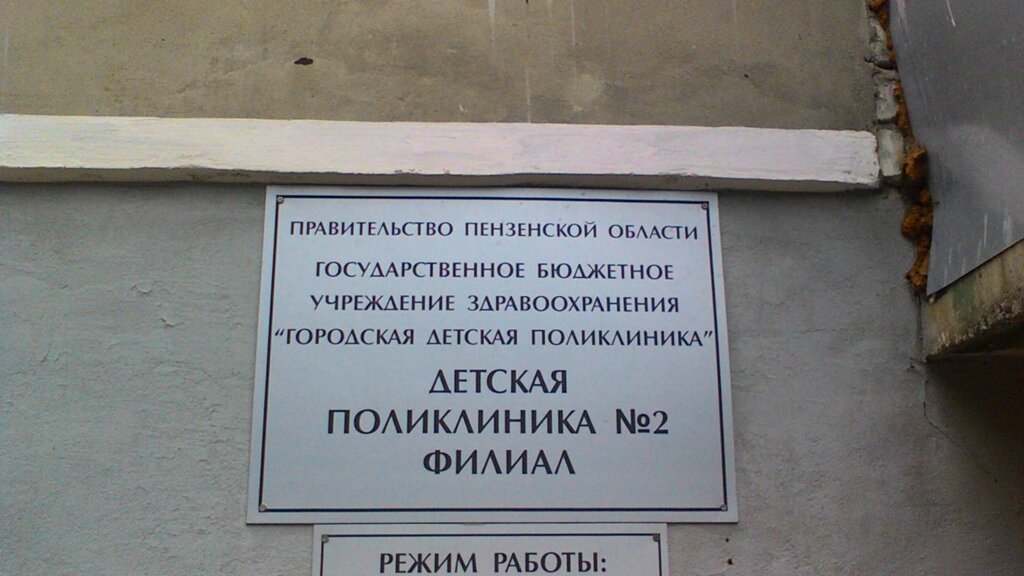 ПРАВИТЕЛЬСТВО ПЕНЗЕНСКОЙ ОБЛАСТИ
ГОСУДАРСТВЕННОЕ БЮДЖЕТНОЕ
УЧРЕЖДЕНИЕ ЗДРАВООХРАНЕНИЯ
“ГОРОДСКАЯ ДЕТСКАЯ ПОЛИКЛИНИКА”
ДЕТСКАЯ
ПОЛИКЛИНИКА №2
ФИЛИАЛ
РЕЖИМ РАБОТЫ: